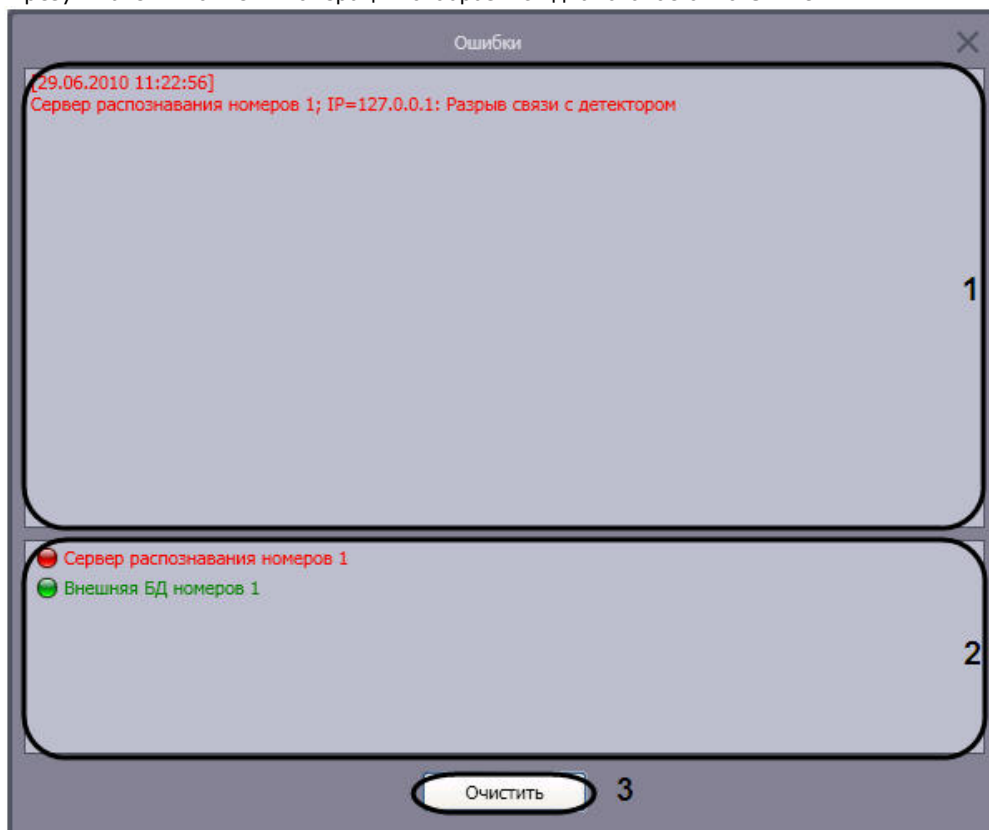 Ошибки
[29.06.2010 11:22:56]
Сервер распознавания номеров 1; IP=127.0.0.1: Разрыв связи с детектором
1
Сервер распознавания номеров 1
Внешняя БД номеров 1
2
Очистить
3